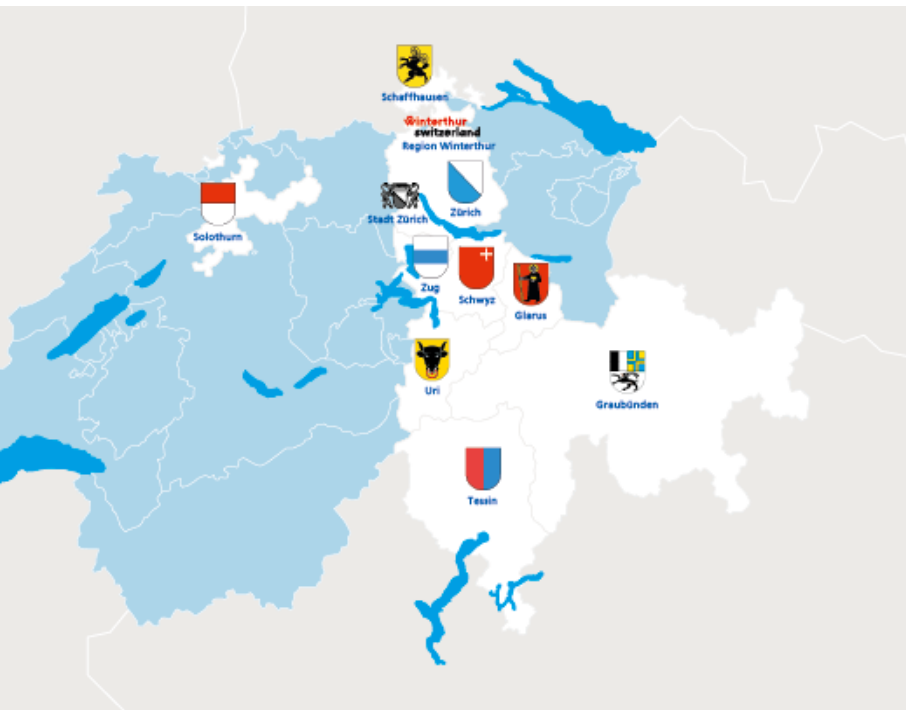 Schaffhausen
Winterthur
switzerland
Region Winterthur
Zürich
Stadt Zürich
Solothurn
Zug
Schwyz
Glarus
Uri
Graubünden
Tessin